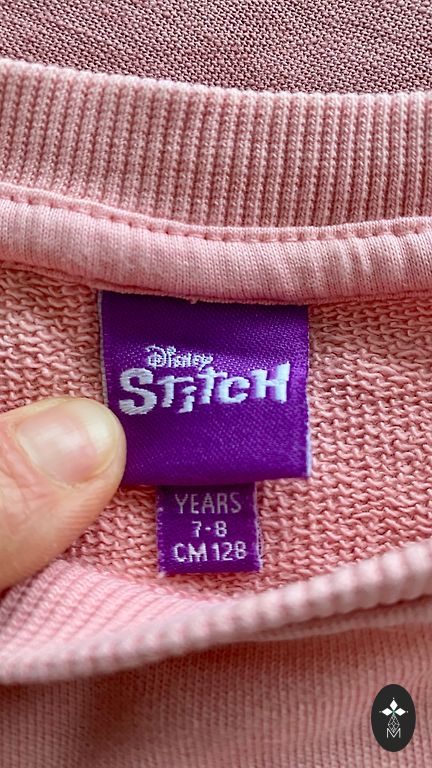 Disney
STITCH
YEARS
7-8
CM 128
M